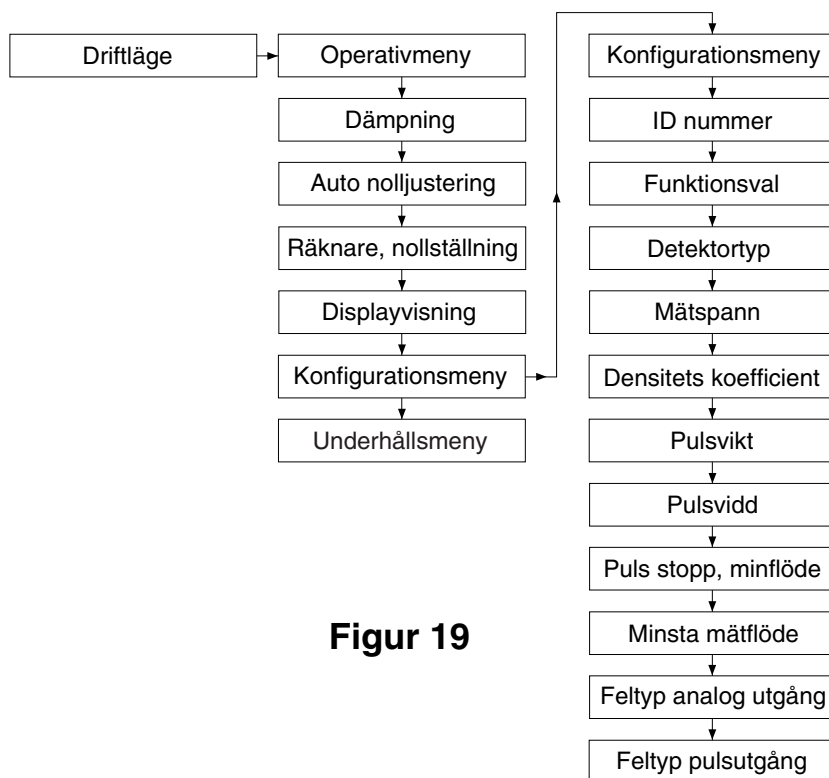 Driftläge
Operativmeny
Dämpning
Auto nolljustering
Räknare, nollställning
Displayvisning
Konfigurationsmeny
Underhållsmeny
Konfigurationsmeny
ID nummer
Funktionsval
Detektortyp
Mätspann
Densitets koefficient
Pulsvikt
Pulsvidd
Puls stopp, minflöde
Minsta mätflöde
Feltyp analog utgång
Feltyp pulsutgång
Figur 19